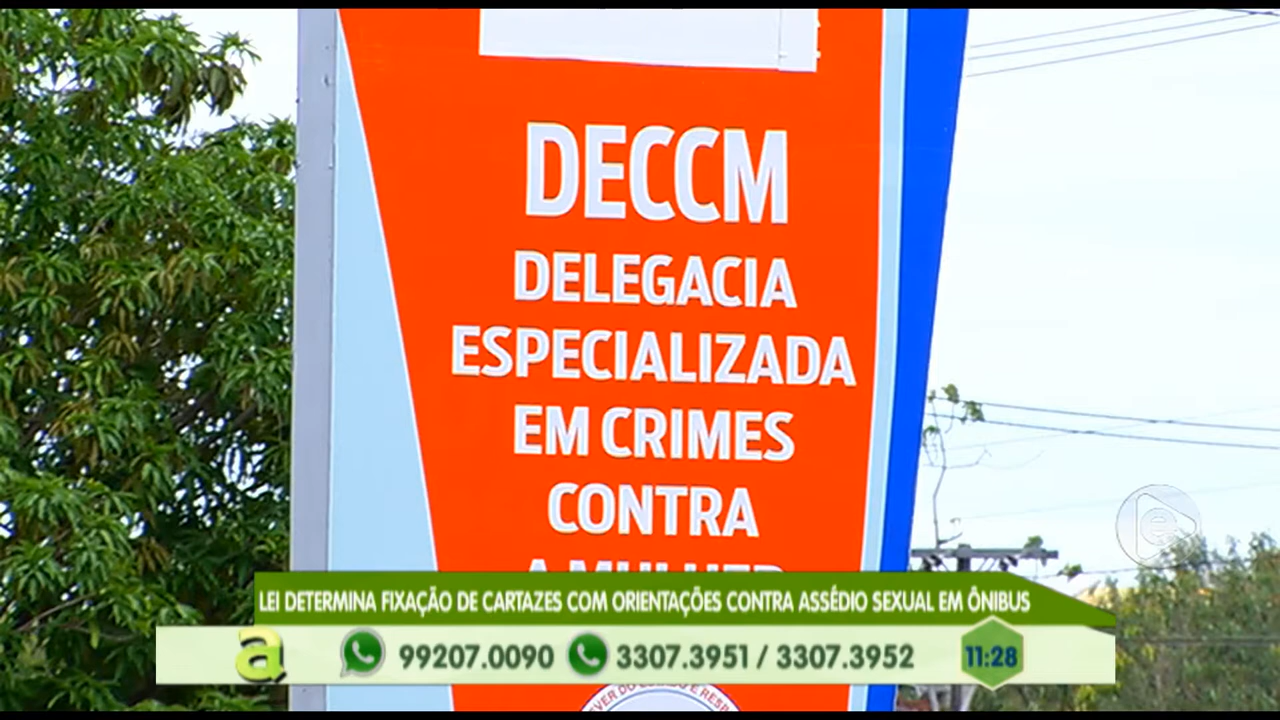 DECCM
DELEGACIA
ESPECIALIZADA
EM CRIMES
CONTRA
A MULHER
LEI DETERMINA FIXAÇÃO DE CARTAZES COM ORIENTAÇÕES CONTRA ASSÉDIO SEXUAL EM ÔNIBUS
a 99207.0090 3307.3951 / 3307.3952 11:28
e